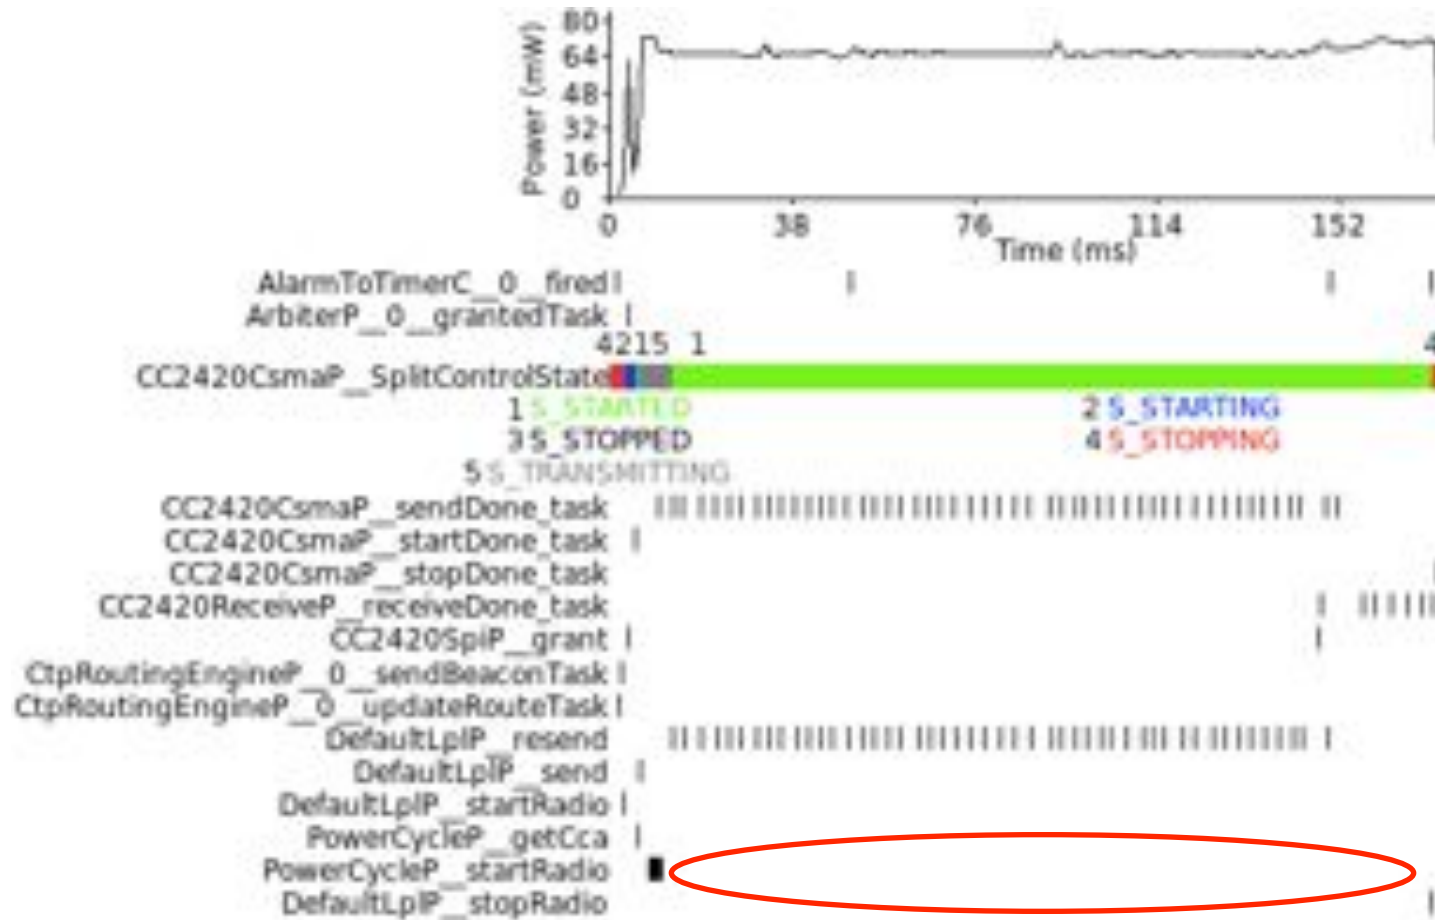 80
64
48
32
16
0
Power (mW)
0 38 76 114 152
Time (ms)
AlarmToTimerC__0__fired
ArbiterP__0__grantedTask
4215 1 4
CC2420CsmaP__SplitControlState
1 S_STARTED 2 S_STARTING
3 S_STOPPED 4 S_STOPPING
5 S_TRANSMITTING
CC2420CsmaP__sendDone_task
CC2420CsmaP__startDone_task
CC2420CsmaP__stopDone_task
CC2420ReceiveP__receiveDone_task
CC2420SpiP__grant
CtpRoutingEngineP__0__sendBeaconTask
CtpRoutingEngineP__0__updateRouteTask
DefaultLplP__resend
DefaultLplP__send
DefaultLplP__startRadio
PowerCycleP__getCca
PowerCycleP__startRadio
DefaultLplP__stopRadio